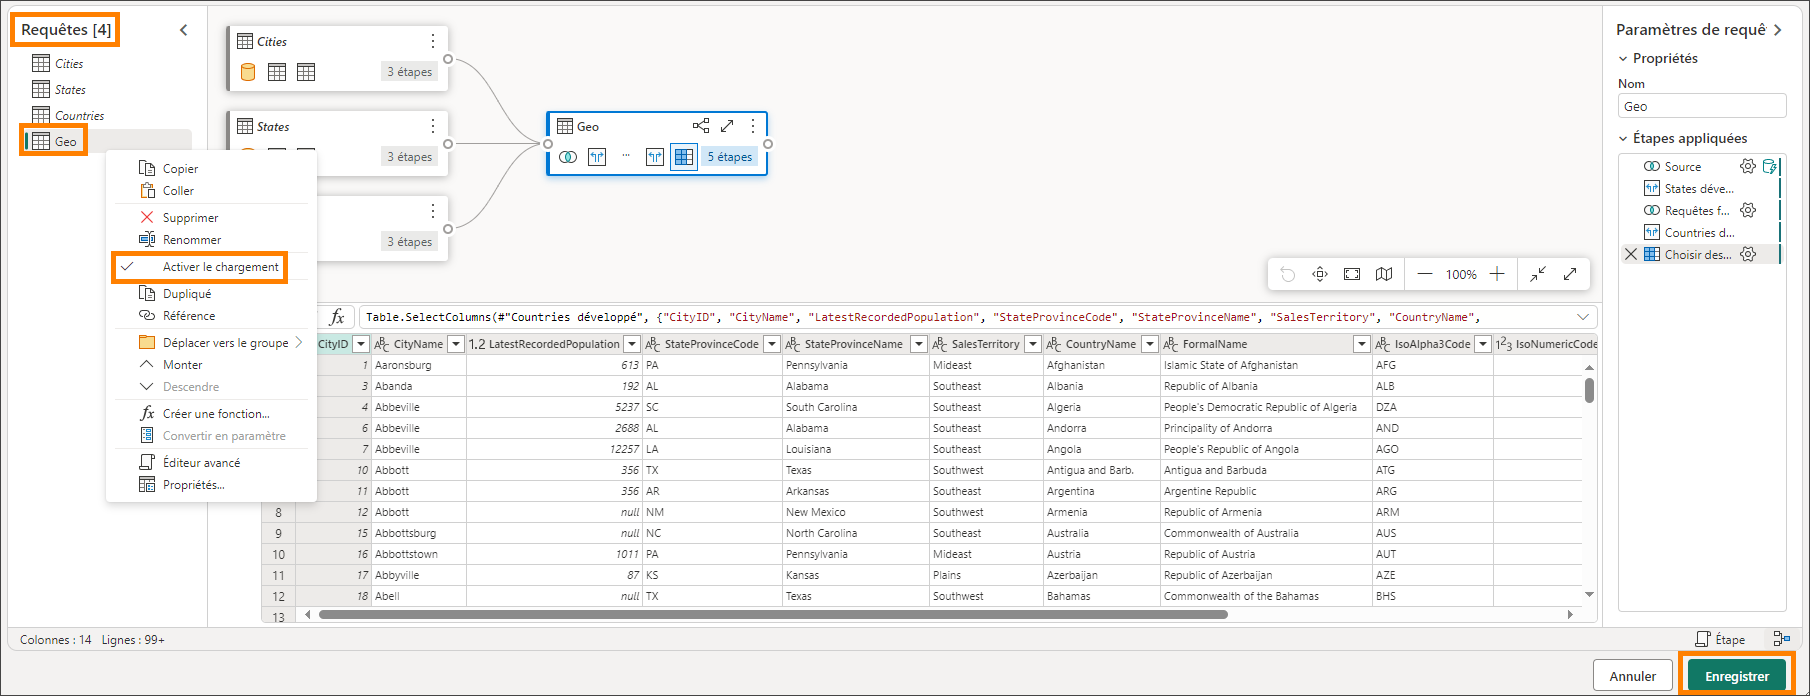 Requêtes [4]
Cities
States
Countries
Geo
Copier
Coller
Supprimer
Renommer
Activer le chargement
Dupliqué
Référence
Déplacer vers le groupe
Monter
Descendre
Créer une fonction...
Convertir en paramètre
Éditeur avancé
Propriétés...
Cities
3 étapes
States
3 étapes
3 étapes
Geo
5 étapes
100%
fx Table.SelectColumns(#"Countries développé", {"CityID", "CityName", "LatestRecordedPopulation", "StateProvinceCode", "StateProvinceName", "SalesTerritory", "CountryName",
CityID ABC CityName 1.2 LatestRecordedPopulation ABC StateProvinceCode ABC StateProvinceName ABC SalesTerritory ABC CountryName ABC FormalName ABC IsoAlpha3Code 123 IsoNumericCode
1 Aaronsburg 613 PA Pennsylvania Mideast Afghanistan Islamic State of Afghanistan AFG
3 Abanda 192 AL Alabama Southeast Albania Republic of Albania ALB
4 Abbeville 5237 SC South Carolina Southeast Algeria People's Democratic Republic of Algeria DZA
6 Abbeville 2688 AL Alabama Southeast Andorra Principality of Andorra AND
7 Abbeville 12257 LA Louisiana Southeast Angola People's Republic of Angola AGO
10 Abbott 356 TX Texas Southwest Antigua and Barb. Antigua and Barbuda ATG
11 Abbott 356 AR Arkansas Southeast Argentina Argentine Republic ARG
8 12 Abbott null NM New Mexico Southwest Armenia Republic of Armenia ARM
9 15 Abbottsburg null NC North Carolina Southeast Australia Commonwealth of Australia AUS
10 16 Abbottstown 1011 PA Pennsylvania Mideast Austria Republic of Austria AUT
11 17 Abbyville 87 KS Kansas Plains Azerbaijan Republic of Azerbaijan AZE
12 18 Abell null TX Texas Southwest Bahamas Commonwealth of the Bahamas BHS
13
Paramètres de requê
Propriétés
Nom
Geo
Étapes appliquées
Source
States déve...
Requêtes f...
Countries d...
Choisir des...
Colonnes : 14 Lignes : 99+
Étape
Annuler
Enregistrer